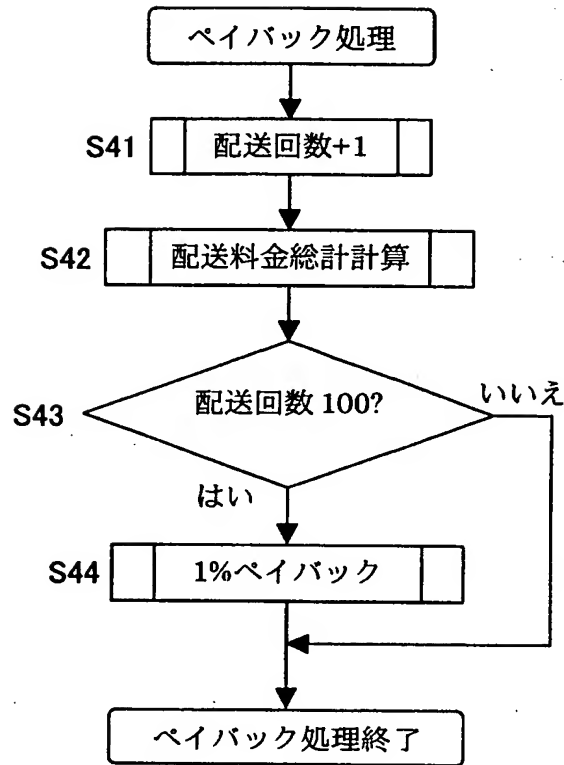 ペイバック処理
S41 配送回数+1
S42 配送料金総計計算
S43 配送回数 100? いいえ
はい
S44 1%ペイバック
ペイバック処理終了